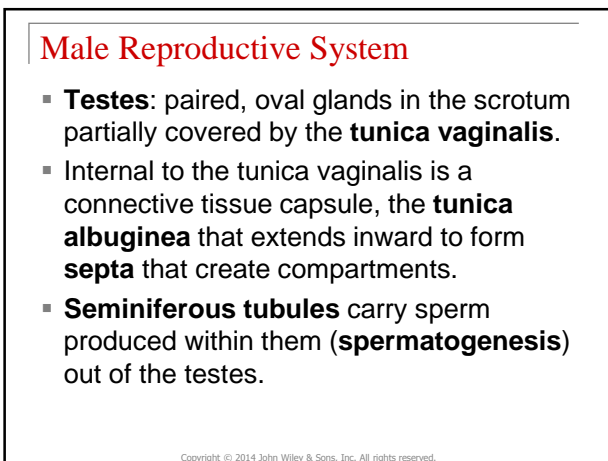 Male Reproductive System
▪ Testes: paired, oval glands in the scrotum
partially covered by the tunica vaginalis.
▪ Internal to the tunica vaginalis is a
connective tissue capsule, the tunica
albuginea that extends inward to form
septa that create compartments.
▪ Seminiferous tubules carry sperm
produced within them (spermatogenesis)
out of the testes.
Copyright © 2014 John Wiley & Sons, Inc. All rights reserved.